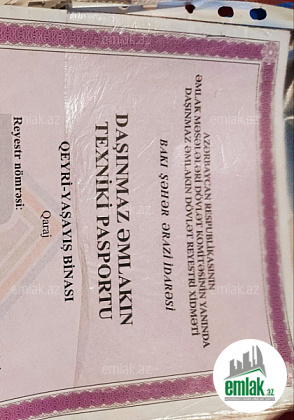 AZƏRBAYCAN RESPUBLİKASININ
ƏMLAK MƏSƏLƏLƏRİ DÖVLƏT KOMİTƏSİNİN YANINDA
DAŞINMAZ ƏMLAKIN DÖVLƏT REYESTRİ XİDMƏTİ
BAKI ŞƏHƏR ƏRAZİ İDARƏSİ
DAŞINMAZ ƏMLAKIN
TEXNİKİ PASPORTU
QEYRİ-YAŞAYIŞ BİNASI
Qaraj
Reyestr nömrəsi:
emlak.az